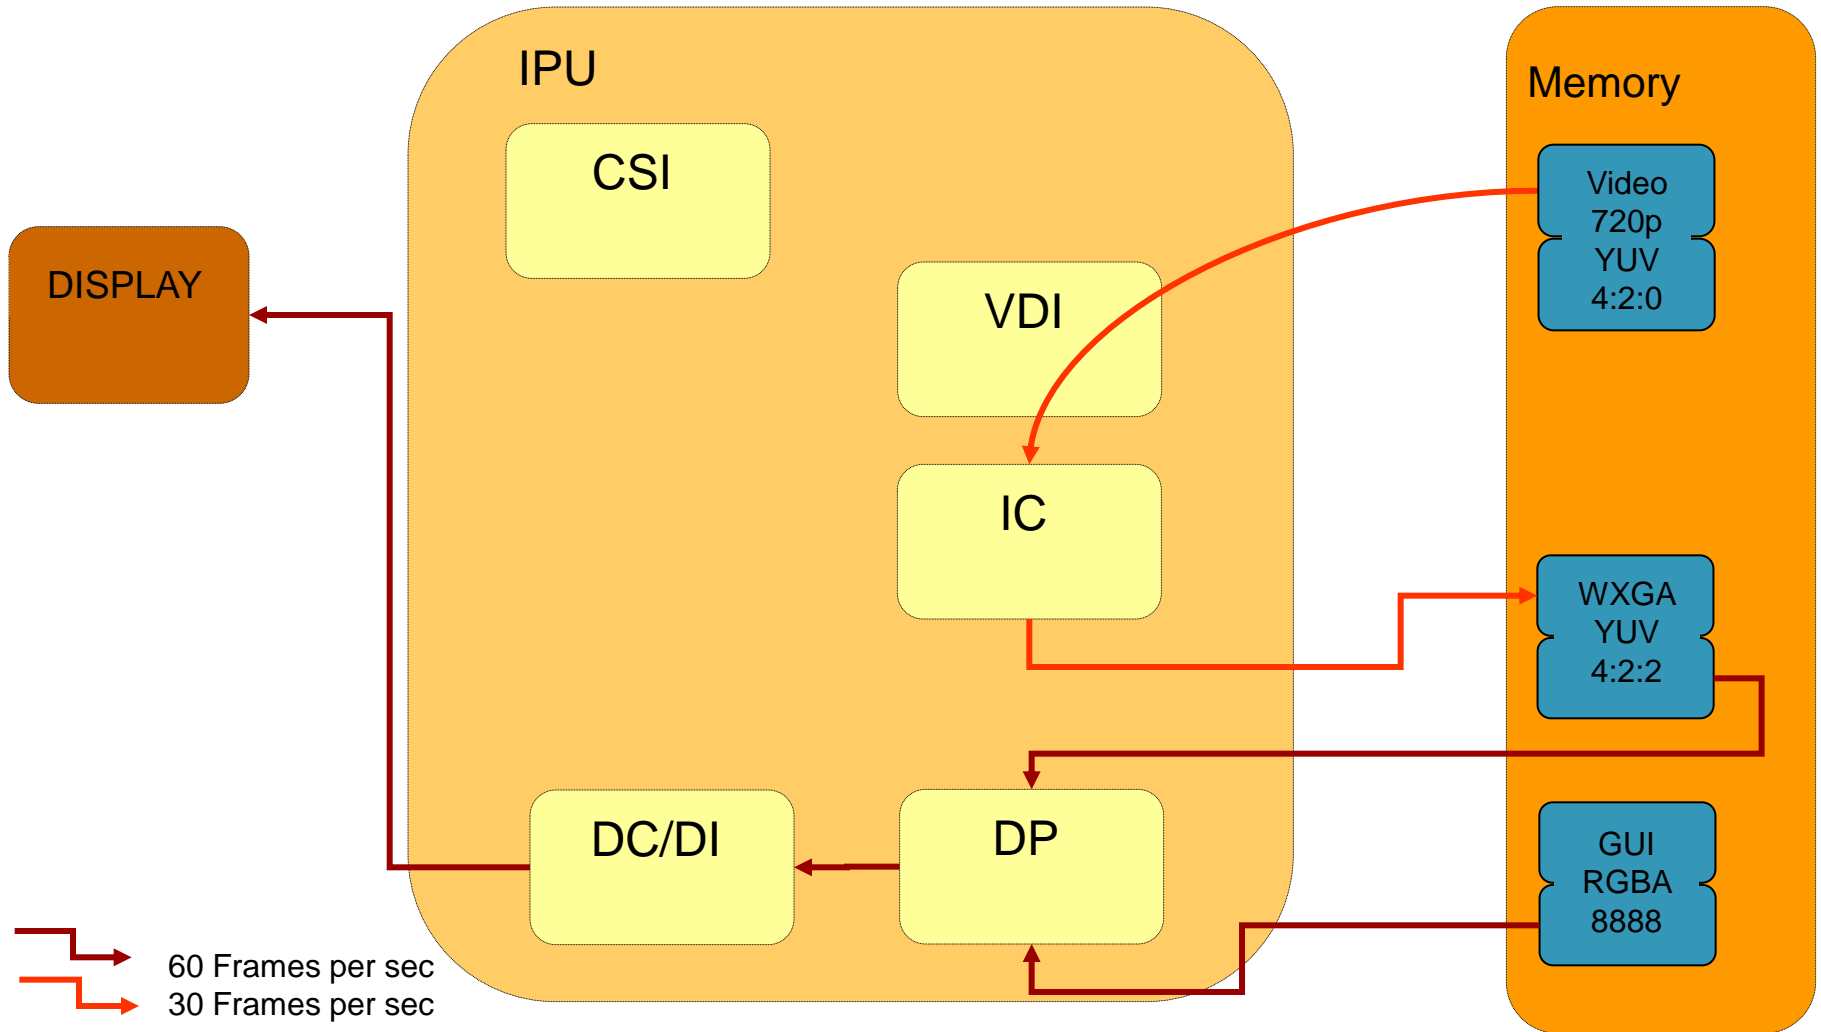 IPU
Memory
CSI
Video
720p
YUV
4:2:0
DISPLAY
VDI
IC
WXGA
YUV
4:2:2
DC/DI
DP
GUI
RGBA
8888
60 Frames per sec
30 Frames per sec